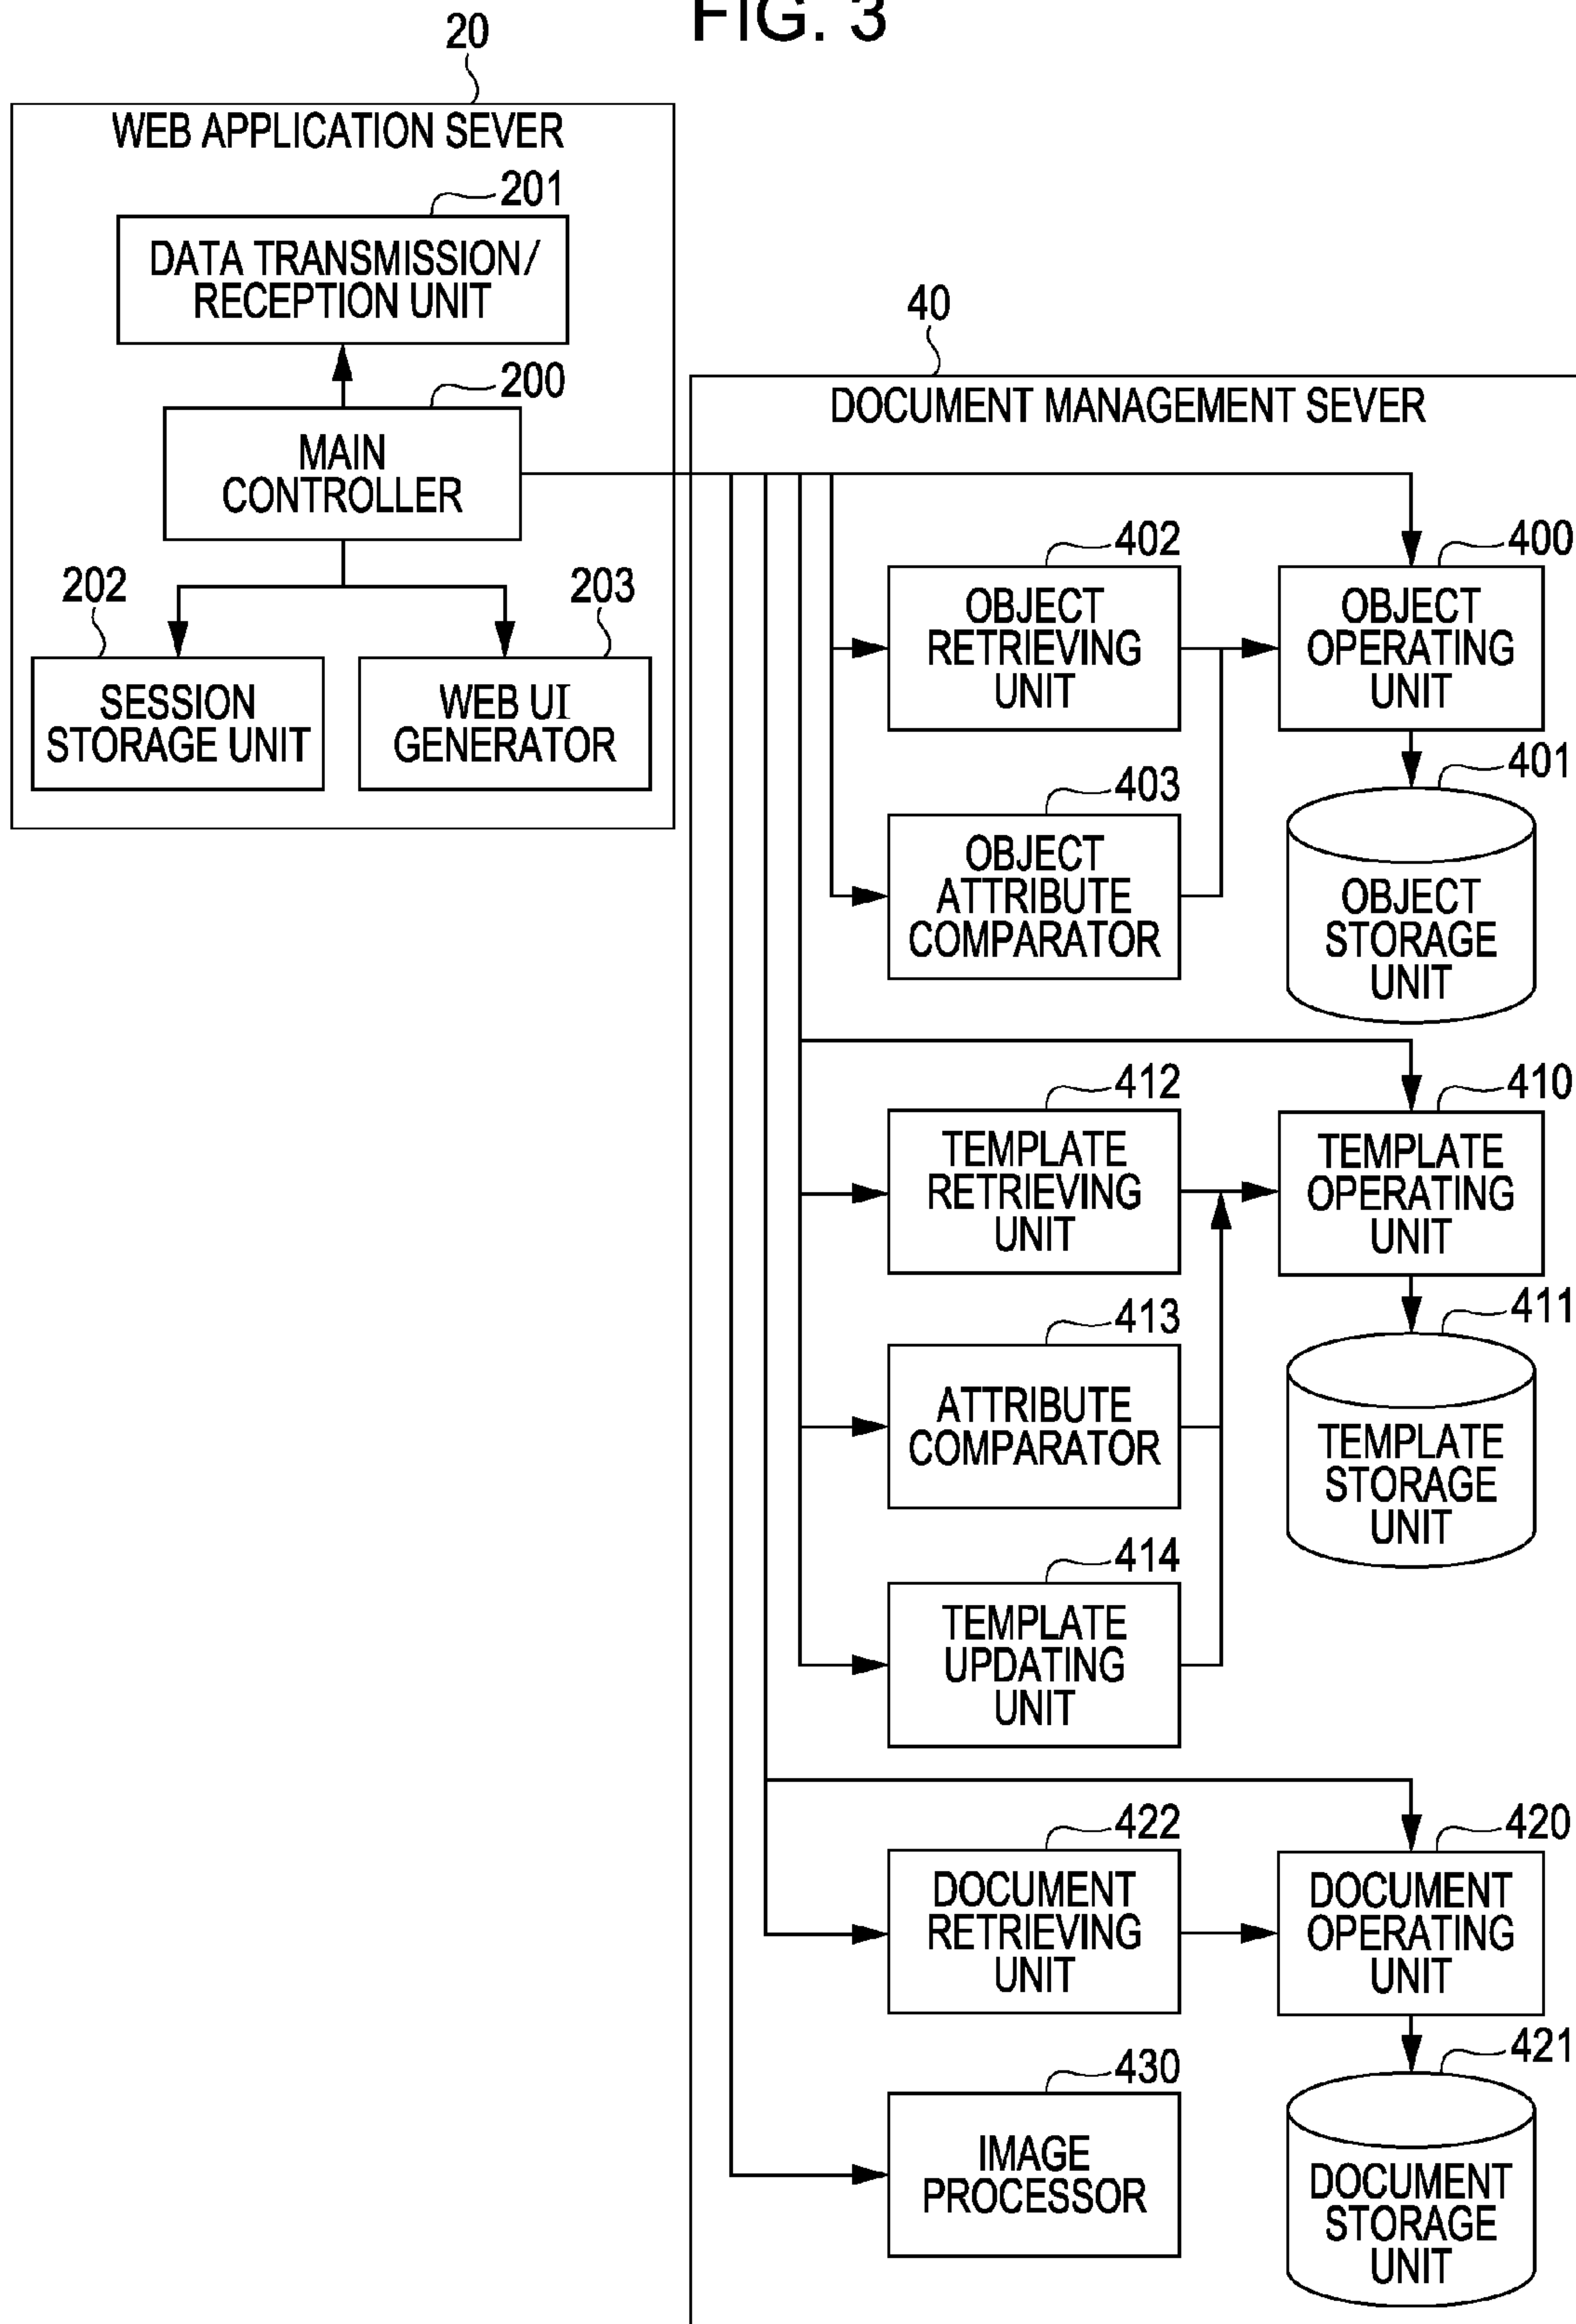 FIG. 3
20
WEB APPLICATION SEVER
201
DATA TRANSMISSION/
RECEPTION UNIT
200
MAIN
CONTROLLER
202
SESSION
STORAGE UNIT
203
WEB UI
GENERATOR
40
DOCUMENT MANAGEMENT SEVER
402
OBJECT
RETRIEVING
UNIT
400
OBJECT
OPERATING
UNIT
403
OBJECT
ATTRIBUTE
COMPARATOR
401
OBJECT
STORAGE
UNIT
412
TEMPLATE
RETRIEVING
UNIT
410
TEMPLATE
OPERATING
UNIT
413
ATTRIBUTE
COMPARATOR
411
TEMPLATE
STORAGE
UNIT
414
TEMPLATE
UPDATING
UNIT
422
DOCUMENT
RETRIEVING
UNIT
420
DOCUMENT
OPERATING
UNIT
430
IMAGE
PROCESSOR
421
DOCUMENT
STORAGE
UNIT